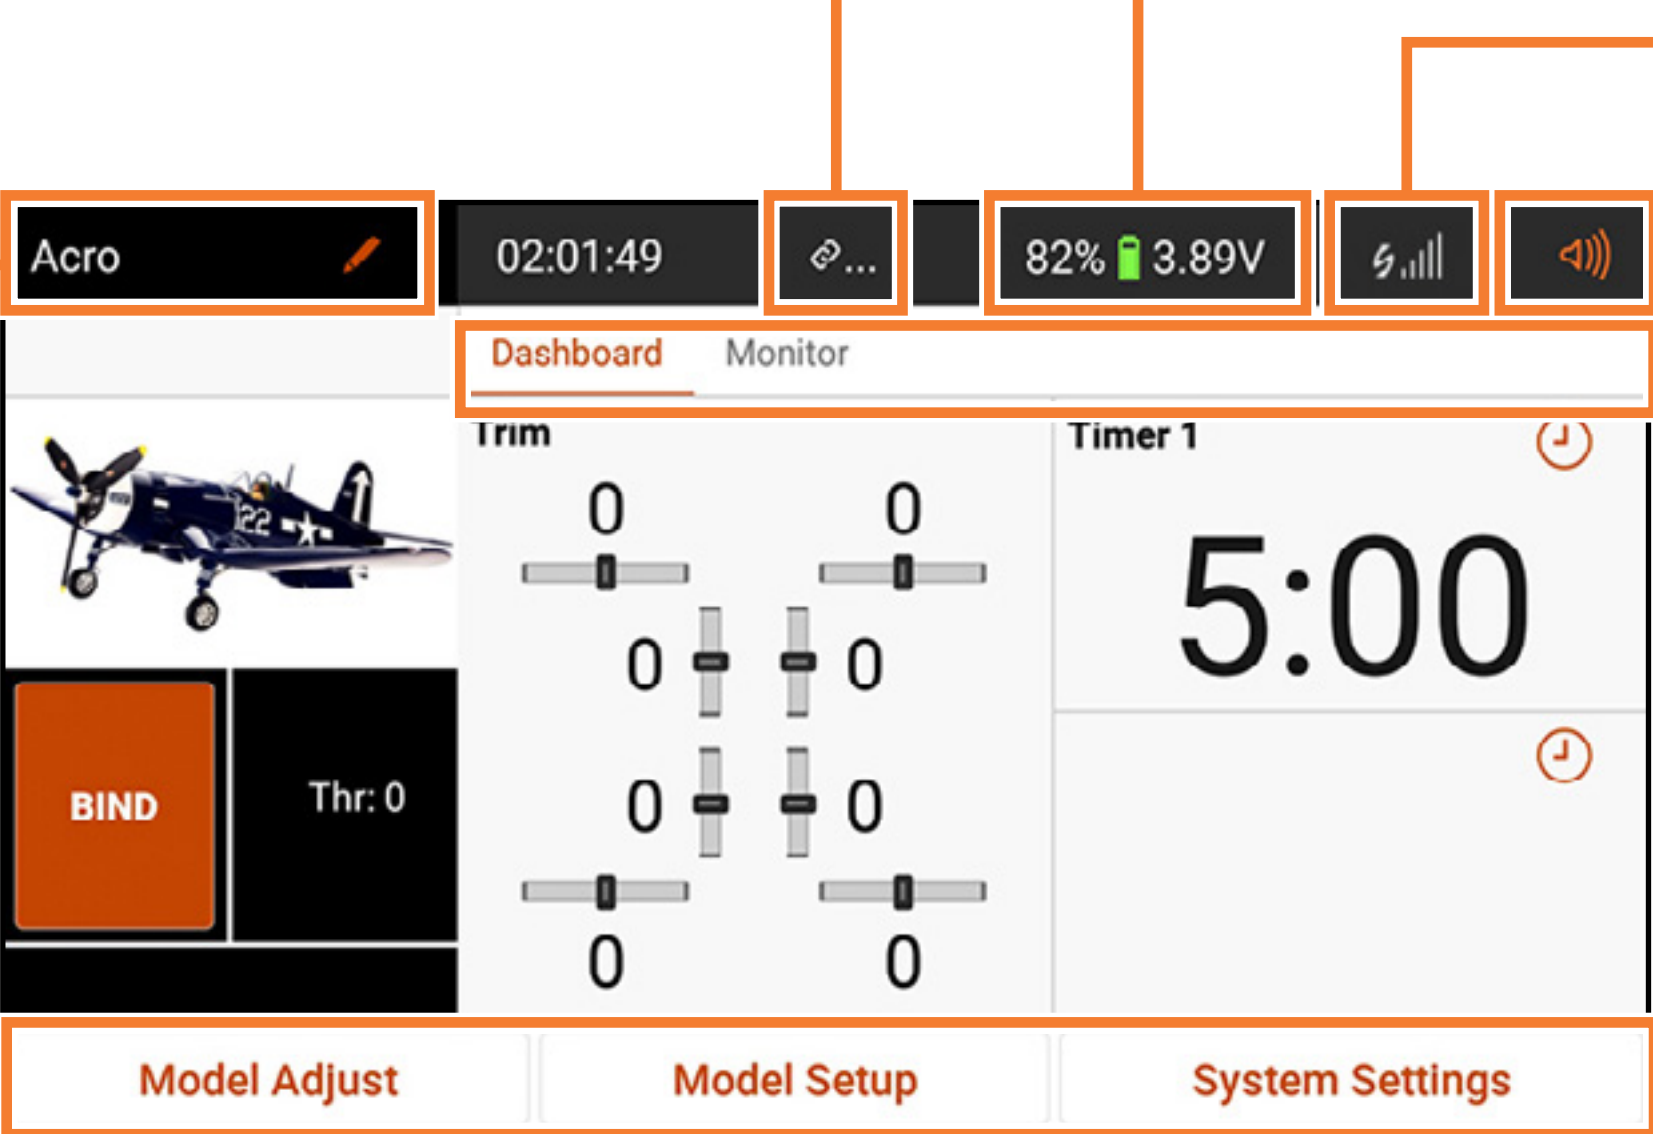 Acro 02:01:49 ... 82% 3.89V
Dashboard Monitor
Trim Timer 1
0 0
5:00
0 0
122
BIND Thr: 0
0 0
0 0
Model Adjust Model Setup System Settings